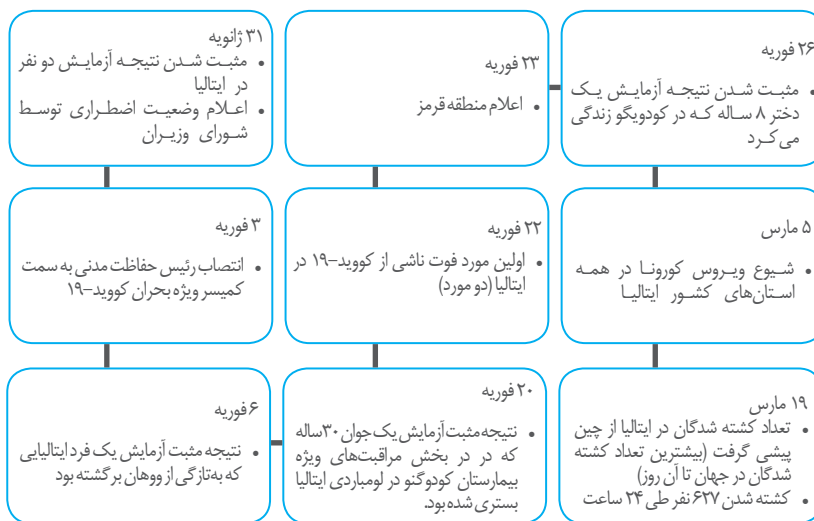 ۳۱ ژانویه
• مثبت شدن نتیجه آزمایش دو نفر
در ایتالیا
• اعلام وضعیت اضطراری توسط
شورای وزیران
۳ فوریه
• انتصاب رئیس حفاظت مدنی به سمت
کمیسر ویژه بحران کووید–۱۹
۶ فوریه
• نتیجه مثبت آزمایش یک فرد ایتالیایی
که به‌تازگی از ووهان برگشته بود
۲۰ فوریه
• نتیجه مثبت آزمایش یک جوان ۳۰ساله
که در در بخش مراقبت‌های ویژه
بیمارستان کودوگنو در لومباردی ایتالیا
بستری شده بود.
۲۲ فوریه
• اولین مورد فوت ناشی از کووید–۱۹ در
ایتالیا (دو مورد)
۲۳ فوریه
• اعلام منطقه قرمز
۲۶ فوریه
• مثبت شدن نتیجه آزمایش یک
دختر ۸ ساله که در کودویگو زندگی
می‌کرد
۵ مارس
• شیوع ویروس کورونا در همه
استان‌های کشور ایتالیا
۱۹ مارس
• تعداد کشته شدگان در ایتالیا از چین
پیشی گرفت (بیشترین تعداد کشته
شدگان در جهان تا آن روز)
• کشته شدن ۶۲۷ نفر طی ۲۴ ساعت